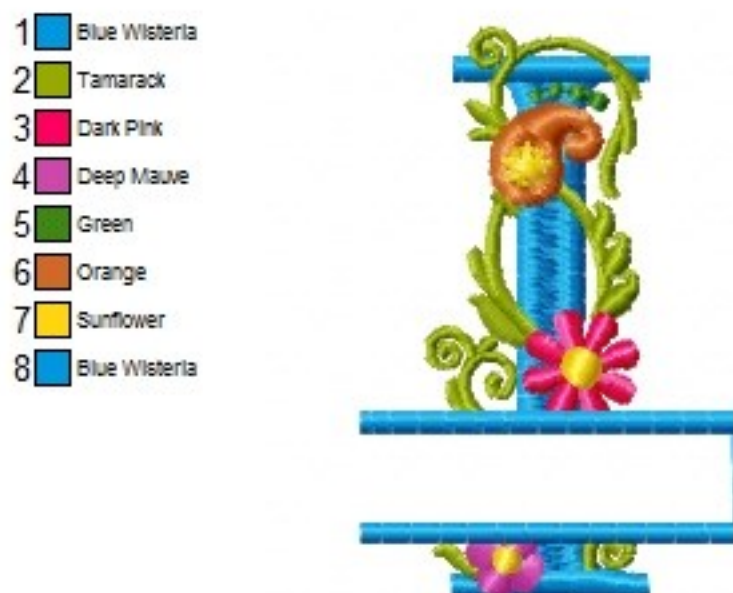 1 Blue Wisteria
2 Tamarack
3 Dark Pink
4 Deep Mauve
5 Green
6 Orange
7 Sunflower
8 Blue Wisteria